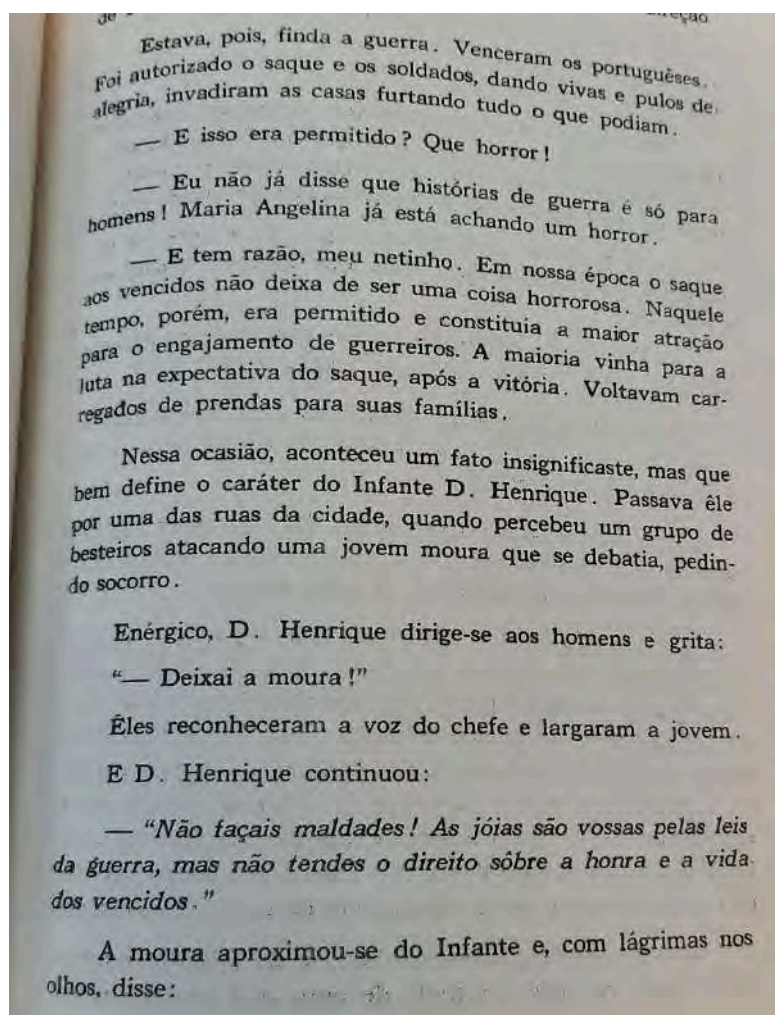 Estava, pois, finda a guerra. Venceram os portuguêses.
Foi autorizado o saque e os soldados, dando vivas e pulos de
alegria, invadiram as casas furtando tudo o que podiam.
— E isso era permitido? Que horror!
— Eu não já disse que histórias de guerra é só para
homens! Maria Angelina já está achando um horror.
— E tem razão, meu netinho. Em nossa época o saque
aos vencidos não deixa de ser uma coisa horrorosa. Naquele
tempo, porém, era permitido e constituia a maior atração
para o engajamento de guerreiros. A maioria vinha para a
luta na expectativa do saque, após a vitória. Voltavam car-
regados de prendas para suas famílias.
Nessa ocasião, aconteceu um fato insignificaste, mas que
bem define o caráter do Infante D. Henrique. Passava êle
por uma das ruas da cidade, quando percebeu um grupo de
besteiros atacando uma jovem moura que se debatia, pedin-
do socorro.
Enérgico, D. Henrique dirige-se aos homens e grita:
“— Deixai a moura!”
Êles reconheceram a voz do chefe e largaram a jovem.
E D. Henrique continuou:
— “Não façais maldades! As jóias são vossas pelas leis
da guerra, mas não tendes o direito sôbre a honra e a vida
dos vencidos.”
A moura aproximou-se do Infante e, com lágrimas nos
olhos, disse: